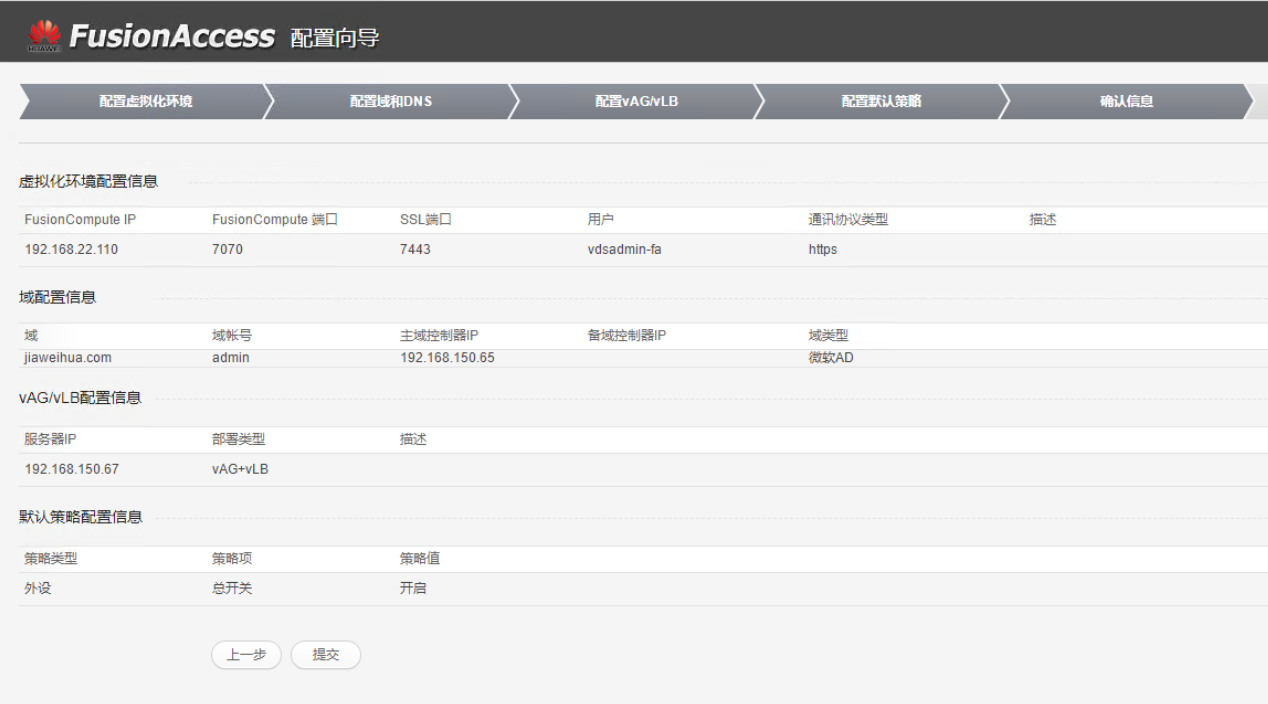 HUAWEI FusionAccess 配置向导
配置虚拟化环境 配置域和DNS 配置vAG/vLB 配置默认策略 确认信息
虚拟化环境配置信息
FusionCompute IP FusionCompute 端口 SSL端口 用户 通讯协议类型 描述
192.168.22.110 7070 7443 vdsadmin-fa https
域配置信息
域 域帐号 主域控制器IP 备域控制器IP 域类型
jiaweihua.com admin 192.168.150.65 微软AD
vAG/vLB配置信息
服务器IP 部署类型 描述
192.168.150.67 vAG+vLB
默认策略配置信息
策略类型 策略项 策略值
外设 总开关 开启
上一步 提交